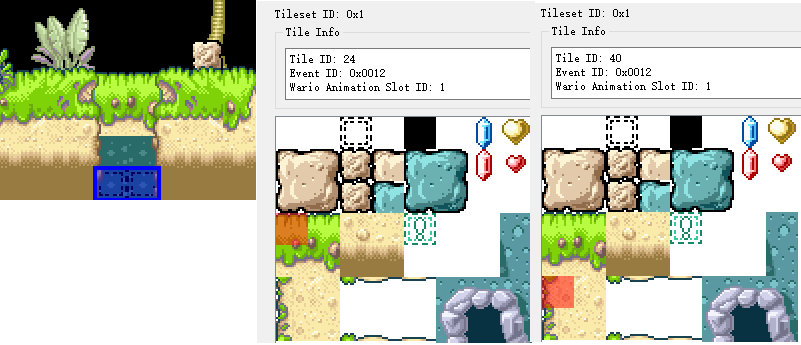 Tileset ID: 0x1
Tile Info
Tile ID: 24
Event ID: 0x0012
Wario Animation Slot ID: 1
Tileset ID: 0x1
Tile Info
Tile ID: 40
Event ID: 0x0012
Wario Animation Slot ID: 1